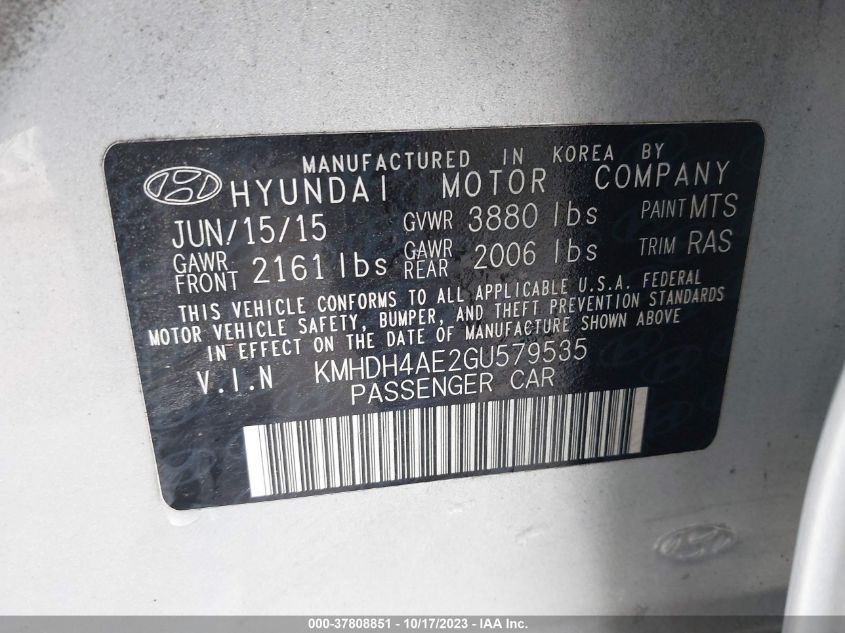 MANUFACTURED IN KOREA BY
HYUNDAI MOTOR COMPANY
JUN/15/15 GVWR 3880 lbs PAINT MTS
GAWR FRONT 2161 lbs GAWR REAR 2006 lbs TRIM RAS
THIS VEHICLE CONFORMS TO ALL APPLICABLE U.S.A. FEDERAL
MOTOR VEHICLE SAFETY, BUMPER, AND THEFT PREVENTION STANDARDS
IN EFFECT ON THE DATE OF MANUFACTURE SHOWN ABOVE
V.I.N KMHDH4AE2GU579535
PASSENGER CAR
000-37808851 - 10/17/2023 - IAA Inc.